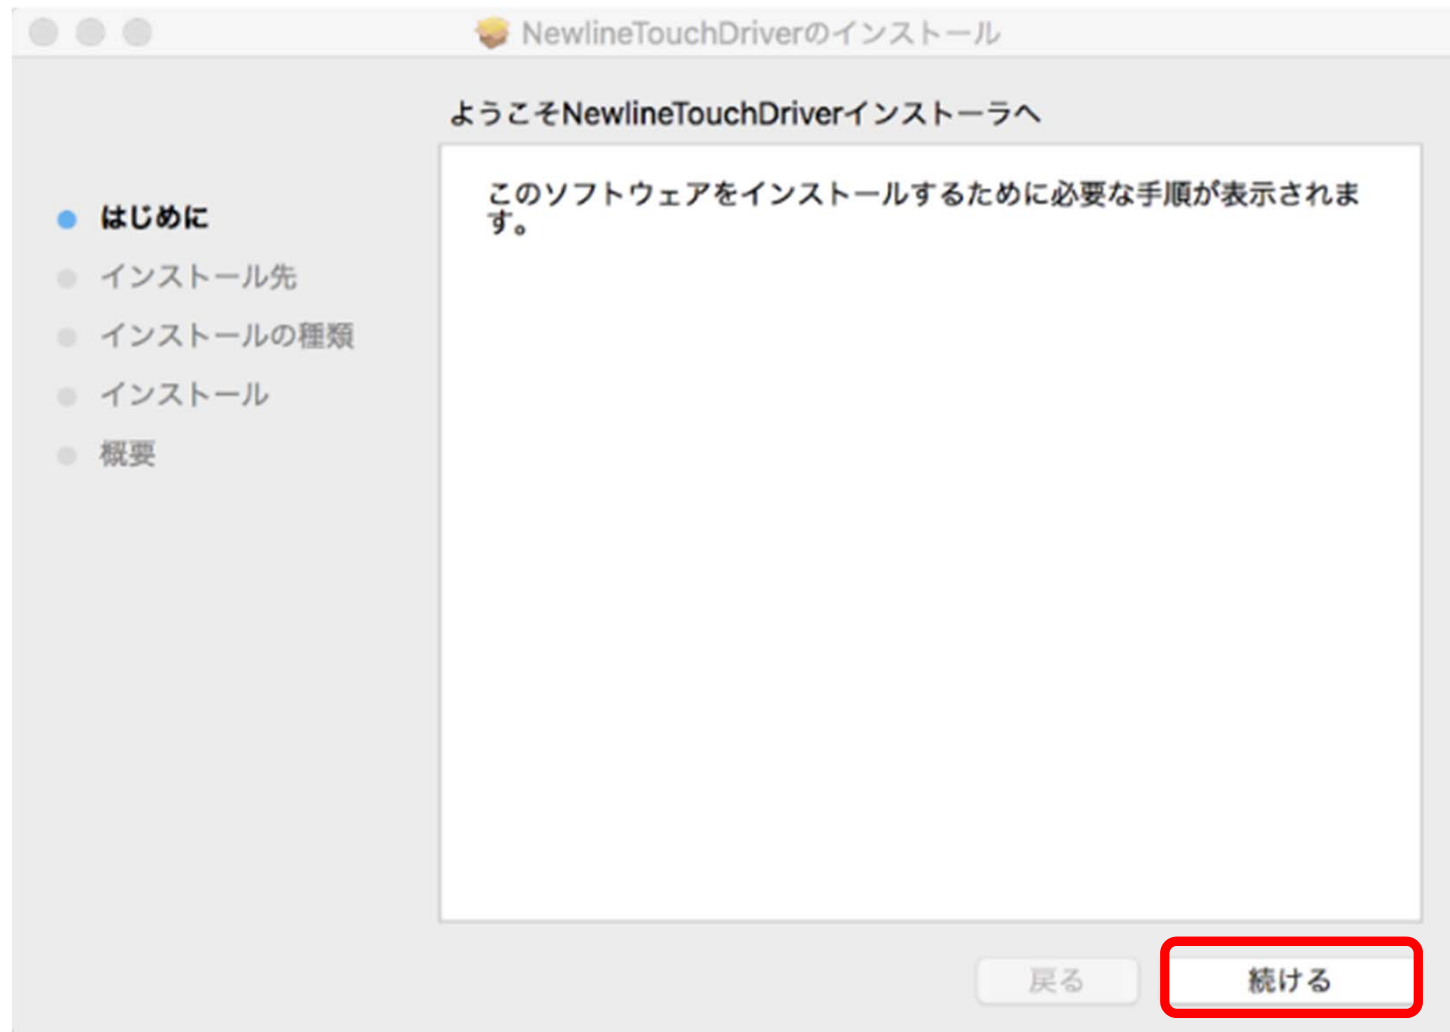 NewlineTouchDriverのインストール
ようこそNewlineTouchDriverインストーラへ
はじめに
インストール先
インストールの種類
インストール
概要
このソフトウェアをインストールするために必要な手順が表示されま
す。
戻る
続ける